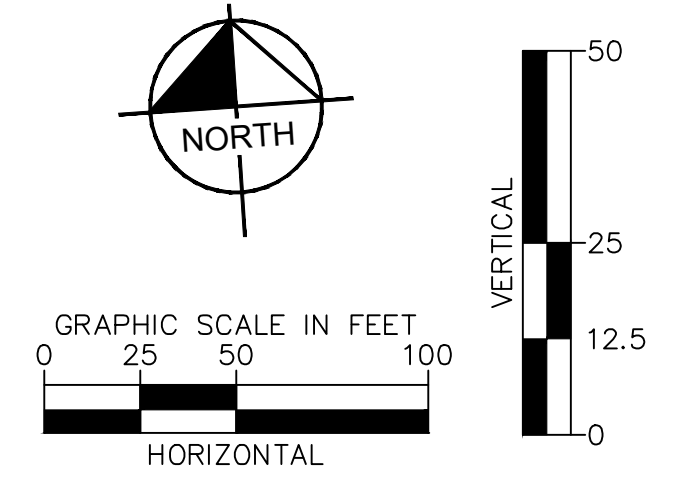 NORTH
GRAPHIC SCALE IN FEET
0 25 50 100
HORIZONTAL
VERTICAL
50
25
12.5
0